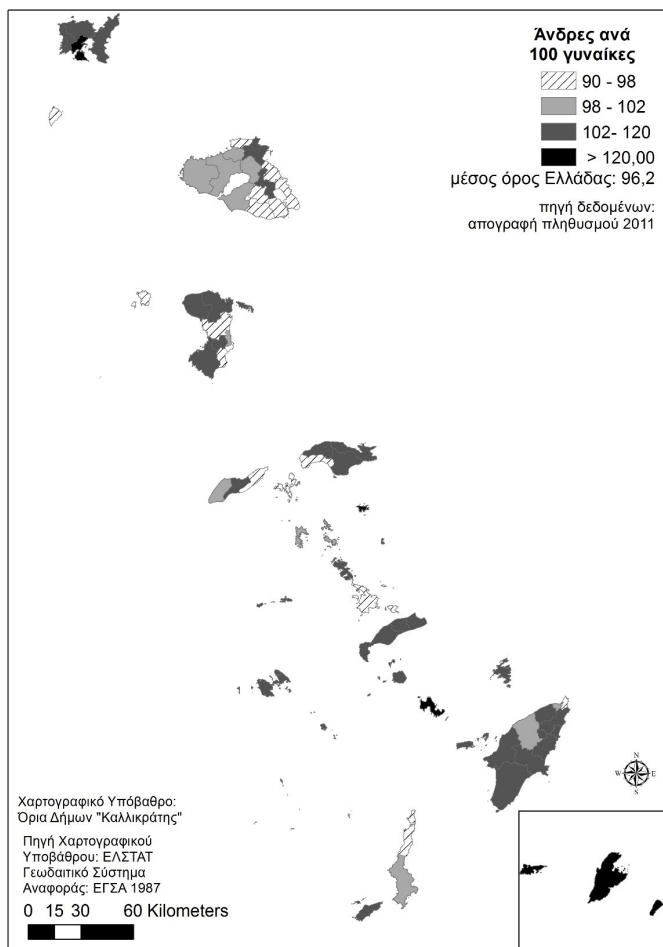 Άνδρες ανά
100 γυναίκες
90 - 98
98 - 102
102- 120
> 120,00
μέσος όρος Ελλάδας: 96,2
πηγή δεδομένων:
απογραφή πληθυσμού 2011
N
W E
S
Χαρτογραφικό Υπόβαθρο:
Όρια Δήμων "Καλλικράτης"
Πηγή Χαρτογραφικού
Υποβάθρου: ΕΛΣΤΑΤ
Γεωδαιτικό Σύστημα
Αναφοράς: ΕΓΣΑ 1987
0 15 30 60 Kilometers